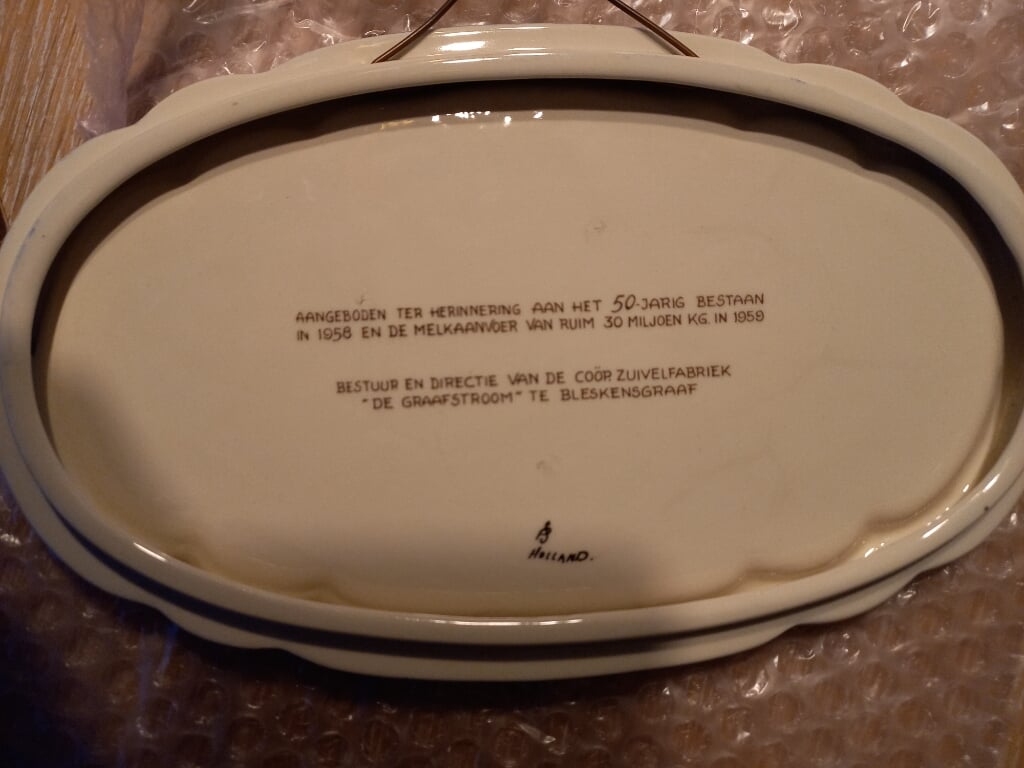 AANGEBODEN TER HERINNERING AAN HET 50-JARIG BESTAAN
IN 1958 EN DE MELKAANVOER VAN RUIM 30 MILJOEN KG. IN 1959
BESTUUR EN DIRECTIE VAN DE COÖP. ZUIVELFABRIEK
"DE GRAAFSTROOM" TE BLESKENSGRAAF
HOLLAND.